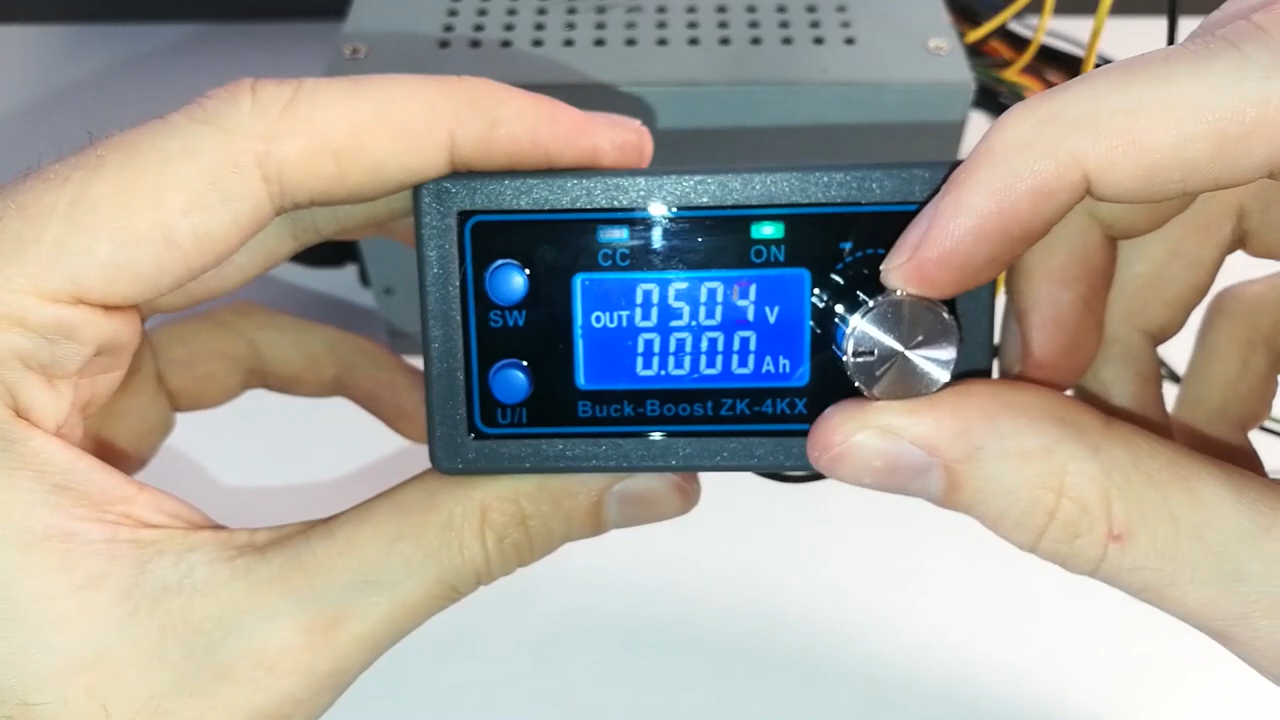 CC ON
SW
OUT 05.04 V
0.000 Ah
U/I
Buck-Boost ZK-4KX